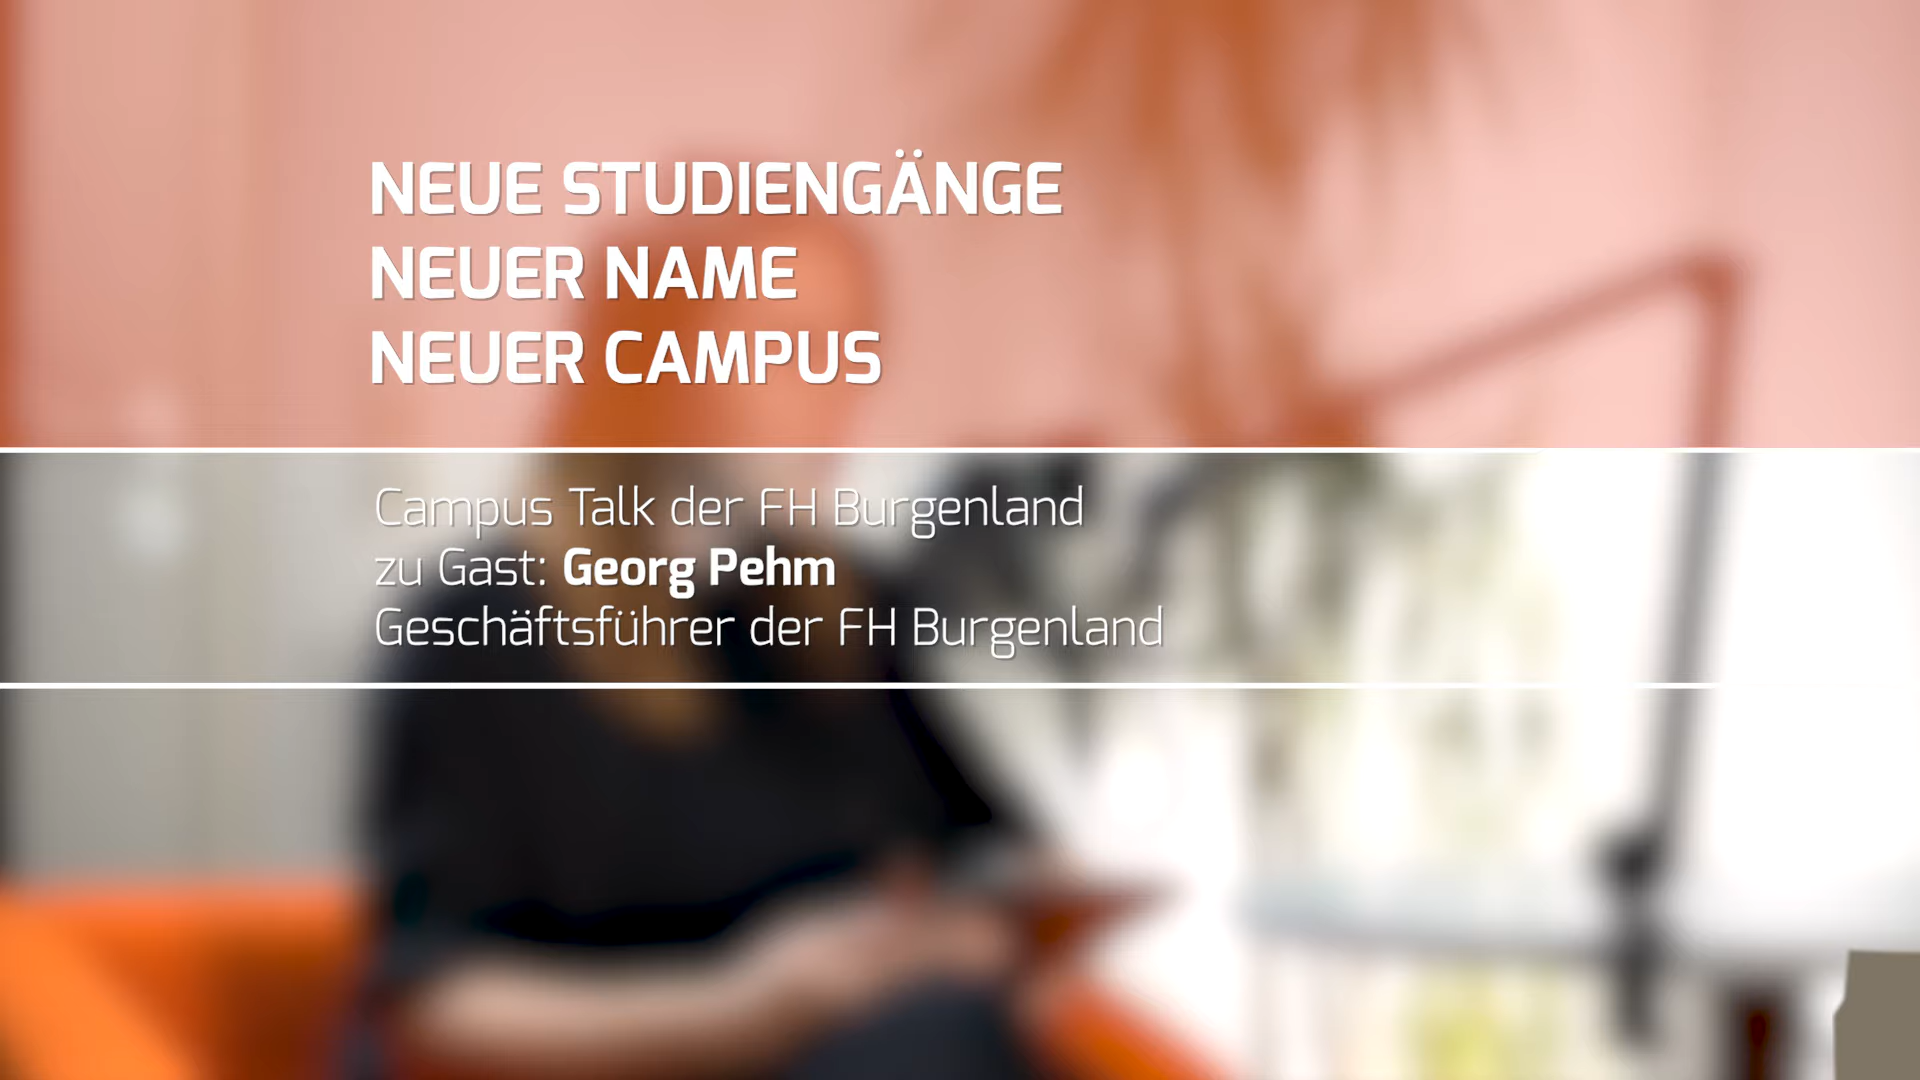 NEUE STUDIENGÄNGE
NEUER NAME
NEUER CAMPUS
Campus Talk der FH Burgenland
zu Gast: Georg Pehm
Geschäftsführer der FH Burgenland